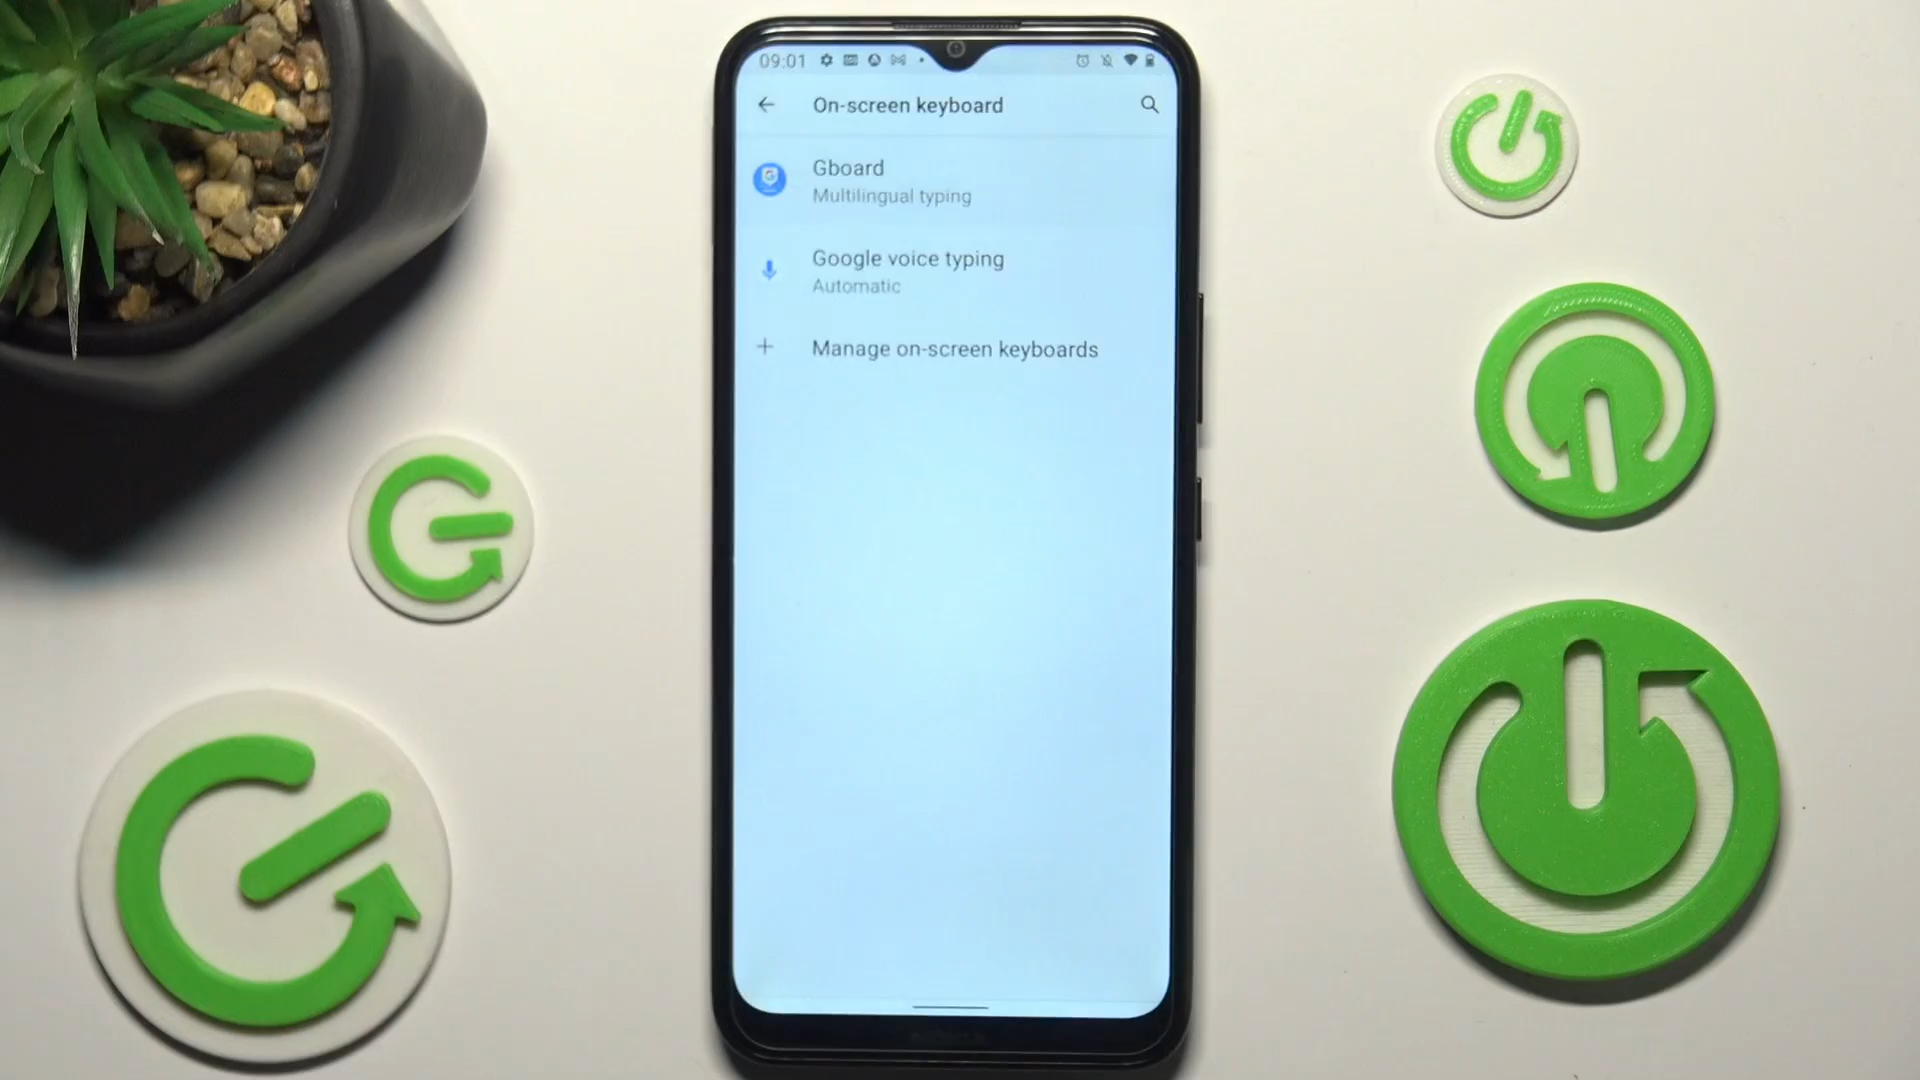 09:01
On-screen keyboard
Gboard
Multilingual typing
Google voice typing
Automatic
Manage on-screen keyboards